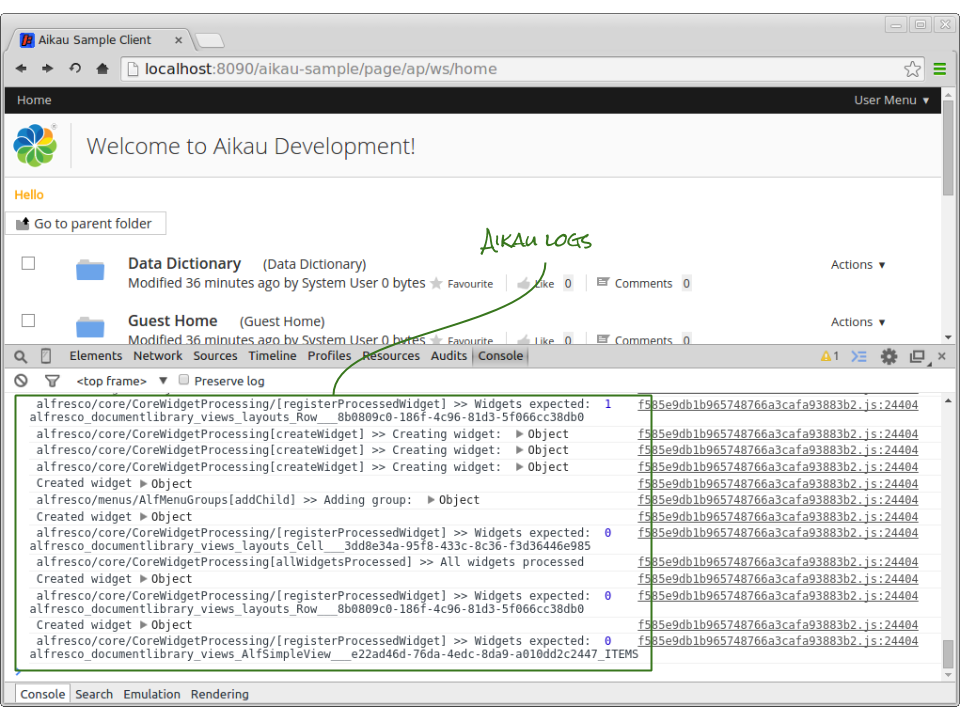 Aikau Sample Client ×
localhost:8090/aikau-sample/page/ap/ws/home
Home User Menu ▼
Welcome to Aikau Development!
Hello
Go to parent folder
Aikau logs
Data Dictionary (Data Dictionary) Actions ▼
Modified 36 minutes ago by System User 0 bytes Favourite Like 0 Comments 0
Guest Home (Guest Home) Actions ▼
Modified 36 minutes ago by System User 0 bytes Favourite Like 0 Comments 0
Elements Network Sources Timeline Profiles Resources Audits Console 1
<top frame> ▼ Preserve log
alfresco/core/CoreWidgetProcessing/[registerProcessedWidget] >> Widgets expected: 1 f585e9db1b965748766a3cafa93883b2.js:24404
alfresco_documentlibrary_views_layouts_Row___8b0809c0-186f-4c96-81d3-5f066cc38db0
alfresco/core/CoreWidgetProcessing[createWidget] >> Creating widget: ▶Object f585e9db1b965748766a3cafa93883b2.js:24404
alfresco/core/CoreWidgetProcessing[createWidget] >> Creating widget: ▶Object f585e9db1b965748766a3cafa93883b2.js:24404
alfresco/core/CoreWidgetProcessing[createWidget] >> Creating widget: ▶Object f585e9db1b965748766a3cafa93883b2.js:24404
Created widget ▶Object f585e9db1b965748766a3cafa93883b2.js:24404
alfresco/menus/AlfMenuGroups[addChild] >> Adding group: ▶Object f585e9db1b965748766a3cafa93883b2.js:24404
Created widget ▶Object f585e9db1b965748766a3cafa93883b2.js:24404
alfresco/core/CoreWidgetProcessing/[registerProcessedWidget] >> Widgets expected: 0 f585e9db1b965748766a3cafa93883b2.js:24404
alfresco_documentlibrary_views_layouts_Cell___3dd8e34a-95f8-433c-8c36-f3d36446e985
alfresco/core/CoreWidgetProcessing[allWidgetsProcessed] >> All widgets processed f585e9db1b965748766a3cafa93883b2.js:24404
Created widget ▶Object f585e9db1b965748766a3cafa93883b2.js:24404
alfresco/core/CoreWidgetProcessing/[registerProcessedWidget] >> Widgets expected: 0 f585e9db1b965748766a3cafa93883b2.js:24404
alfresco_documentlibrary_views_layouts_Row___8b0809c0-186f-4c96-81d3-5f066cc38db0
Created widget ▶Object f585e9db1b965748766a3cafa93883b2.js:24404
alfresco/core/CoreWidgetProcessing/[registerProcessedWidget] >> Widgets expected: 0 f585e9db1b965748766a3cafa93883b2.js:24404
alfresco_documentlibrary_views_AlfSimpleView___e22ad46d-76da-4edc-8da9-a010dd2c2447_ITEMS
Console Search Emulation Rendering